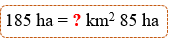 185 ha = ? km² 85 ha